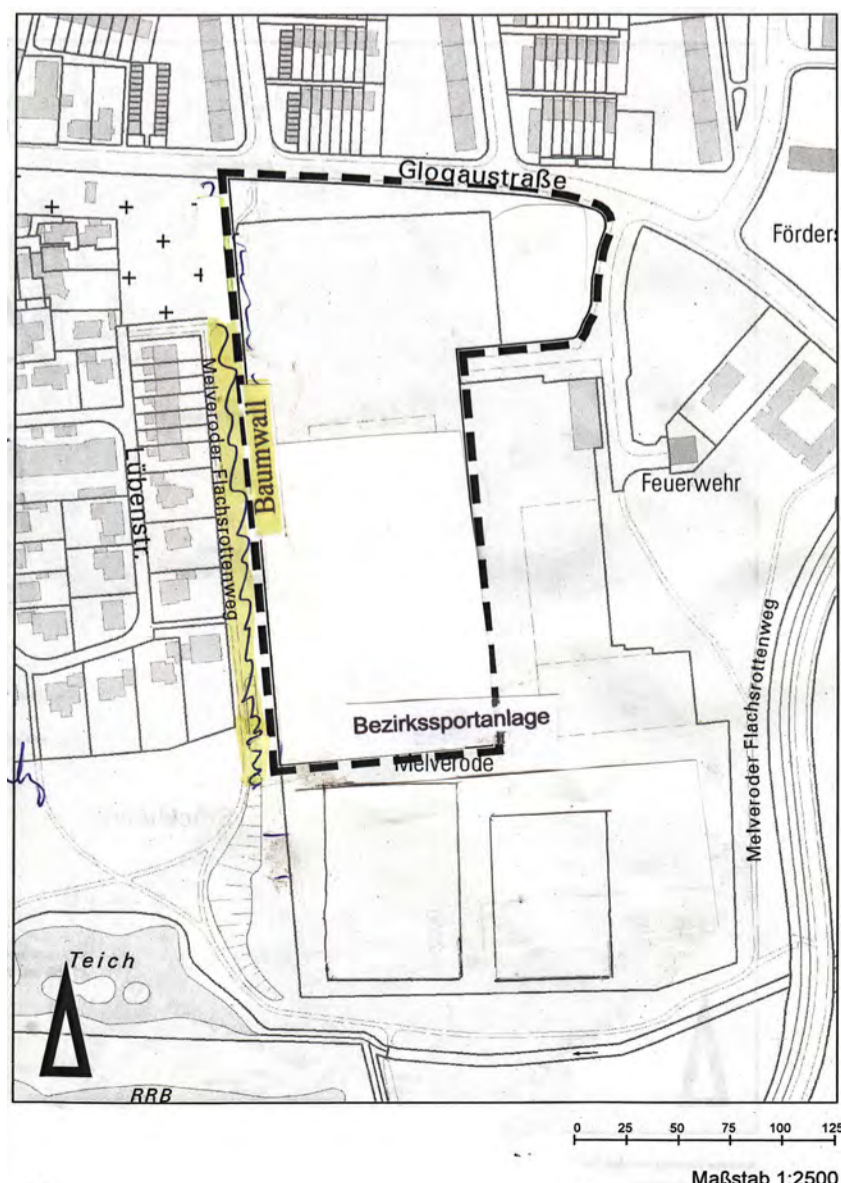 Glogaustraße
Förders
Melveroder Flachsrottenweg
Baumwall
Lübenstr.
Feuerwehr
Melveroder Flachsrottenweg
Bezirkssportanlage
Melverode
Teich
RRB
0 25 50 75 100 125
Maßstab 1:2500